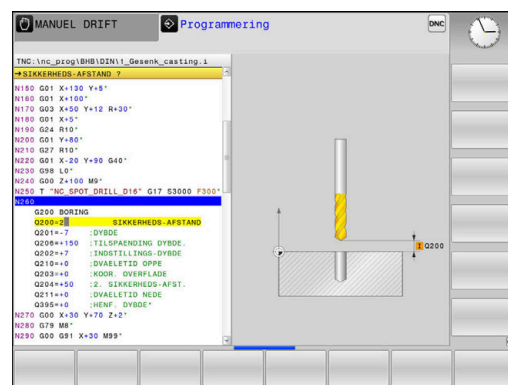 MANUEL DRIFT
Programmering
DNC
TNC:\nc_prog\BHB\DIN\1_Gesenk_casting.i
→SIKKERHEDS-AFSTAND ?
N150 G01 X+130 Y+5*
N160 G01 X+100*
N170 G03 X+50 Y+12 R+30*
N180 G01 X+5*
N190 G24 R10*
N200 G01 Y+80*
N210 G27 R10*
N220 G01 X-20 Y+90 G40*
N230 G98 L0*
N240 G00 Z+100 M9*
N250 T "NC_SPOT_DRILL_D16" G17 S3000 F300*
N260
G200 BORING
Q200=2 SIKKERHEDS-AFSTAND
Q201=-7 ;DYBDE
Q206=+150 ;TILSPAENDING DYBDE.
Q202=+7 ;INDSTILLINGS-DYBDE
Q210=+0 ;DVAELETID OPPE
Q203=+0 ;KOOR. OVERFLADE
Q204=+50 ;2. SIKKERHEDS-AFST.
Q211=+0 ;DVAELETID NEDE
Q395=+0 ;HENF. DYBDE*
N270 G00 X+30 Y+70 Z+2*
N280 G79 M8*
N290 G00 G91 X+30 M99*
I Q200